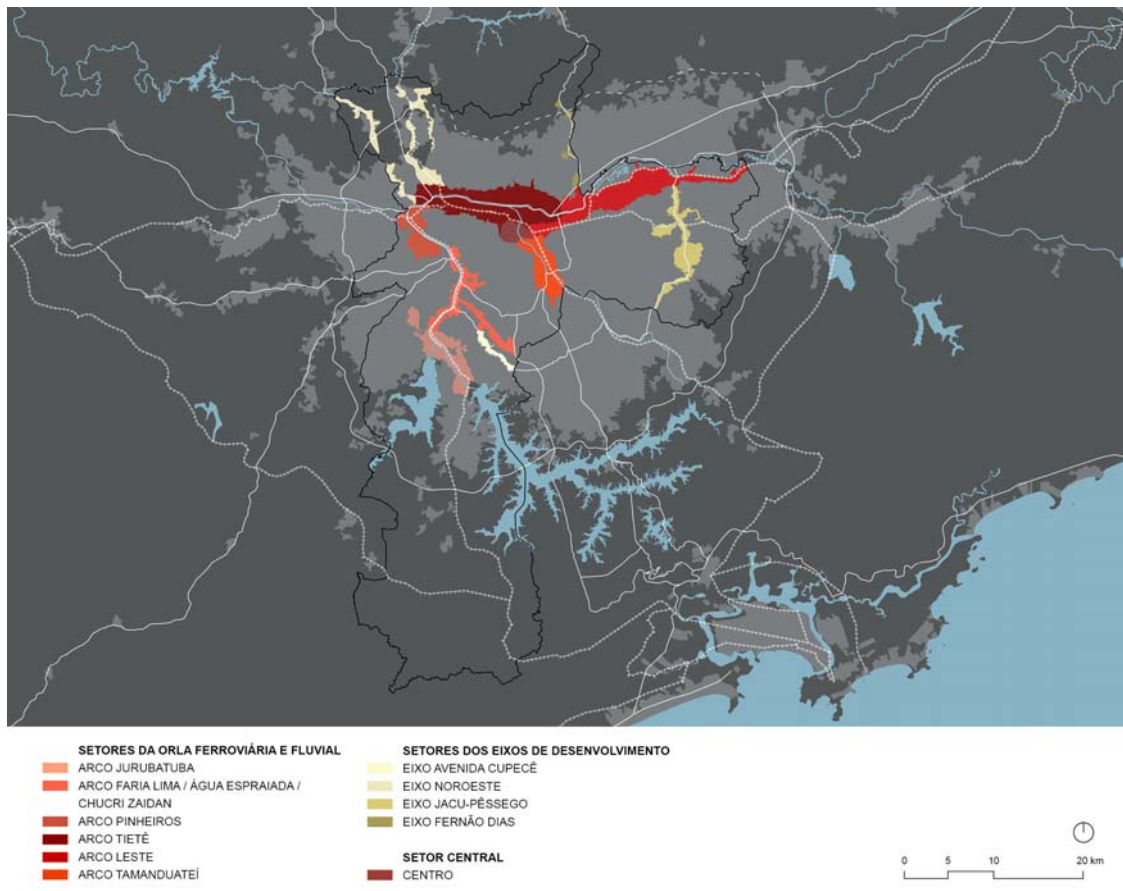 SETORES DA ORLA FERROVIÁRIA E FLUVIAL
ARCO JURUBATUBA
ARCO FARIA LIMA / ÁGUA ESPRAIADA /
CHUCRI ZAIDAN
ARCO PINHEIROS
ARCO TIETÊ
ARCO LESTE
ARCO TAMANDUATEÍ
SETORES DOS EIXOS DE DESENVOLVIMENTO
EIXO AVENIDA CUPECÊ
EIXO NOROESTE
EIXO JACU-PÊSSEGO
EIXO FERNÃO DIAS
SETOR CENTRAL
CENTRO
0 5 10 20 km